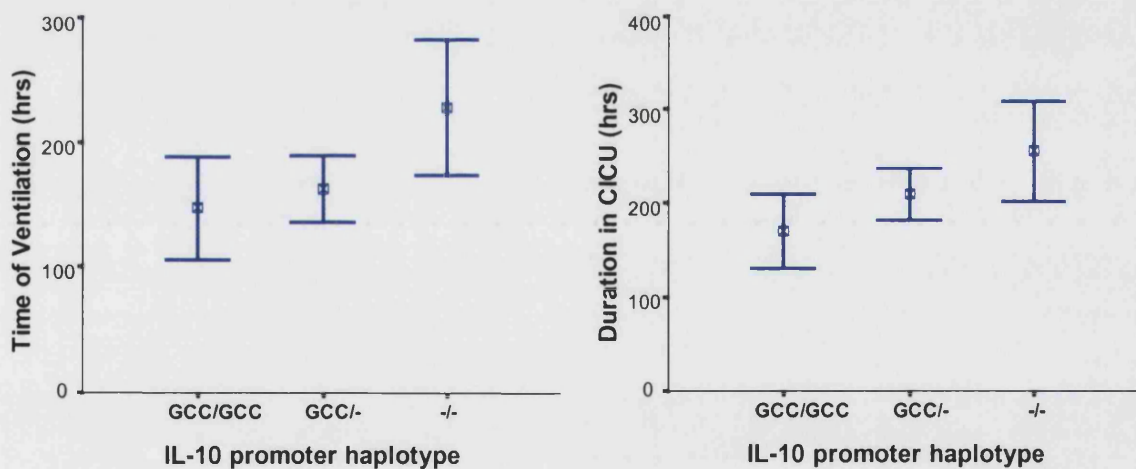 300
200
100
0
Time of Ventilation (hrs)
GCC/GCC GCC/- -/-
IL-10 promoter haplotype
400
300
200
100
0
Duration in CICU (hrs)
GCC/GCC GCC/- -/-
IL-10 promoter haplotype